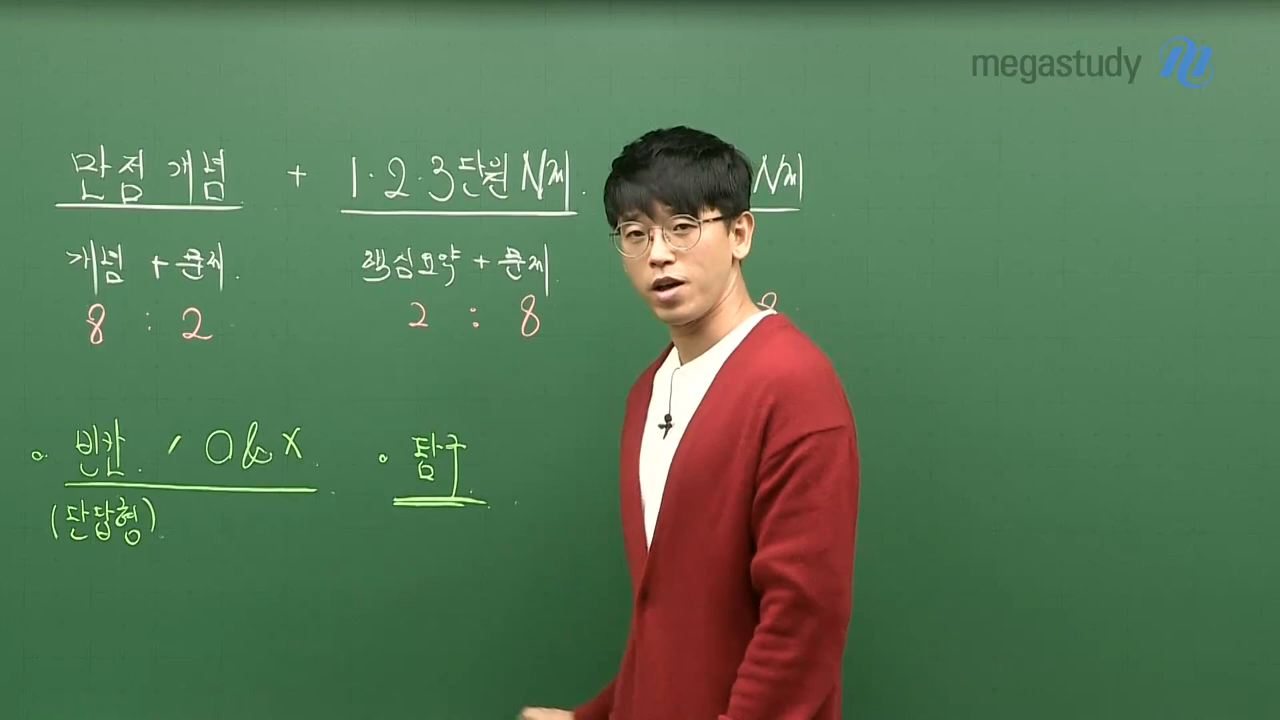 megastudy
만점 개념 + 1·2·3단원 N제. N제
개념 + 문제. 핵심요약 + 문제
8 : 2 2 : 8 8
• 빈칸. / O & X. • 탐구.
(단답형)